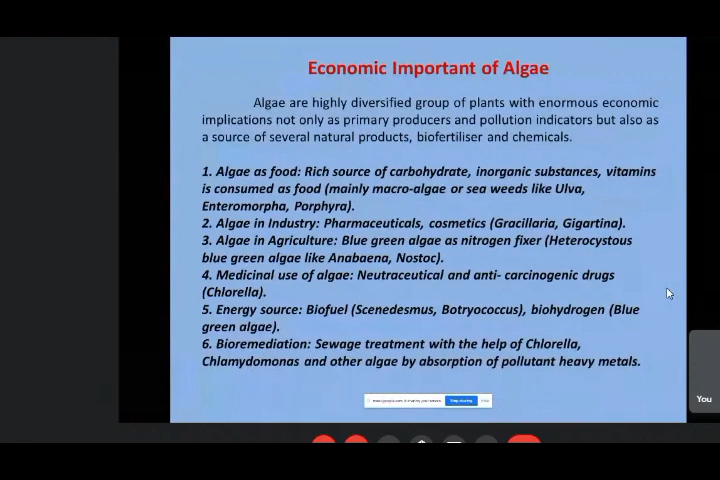 Economic Important of Algae
Algae are highly diversified group of plants with enormous economic
implications not only as primary producers and pollution indicators but also as
a source of several natural products, biofertiliser and chemicals.
1. Algae as food: Rich source of carbohydrate, inorganic substances, vitamins
is consumed as food (mainly macro-algae or sea weeds like Ulva,
Enteromorpha, Porphyra).
2. Algae in Industry: Pharmaceuticals, cosmetics (Gracillaria, Gigartina).
3. Algae in Agriculture: Blue green algae as nitrogen fixer (Heterocystous
blue green algae like Anabaena, Nostoc).
4. Medicinal use of algae: Neutraceutical and anti- carcinogenic drugs
(Chlorella).
5. Energy source: Biofuel (Scenedesmus, Botryococcus), biohydrogen (Blue
green algae).
6. Bioremediation: Sewage treatment with the help of Chlorella,
Chlamydomonas and other algae by absorption of pollutant heavy metals.
Stop sharing
You